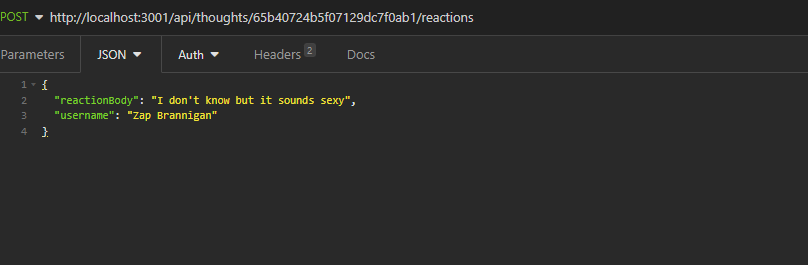 POST http://localhost:3001/api/thoughts/65b40724b5f07129dc7f0ab1/reactions
Parameters JSON Auth Headers 2 Docs
1 {
2 "reactionBody": "I don't know but it sounds sexy",
3 "username": "Zap Brannigan"
4 }